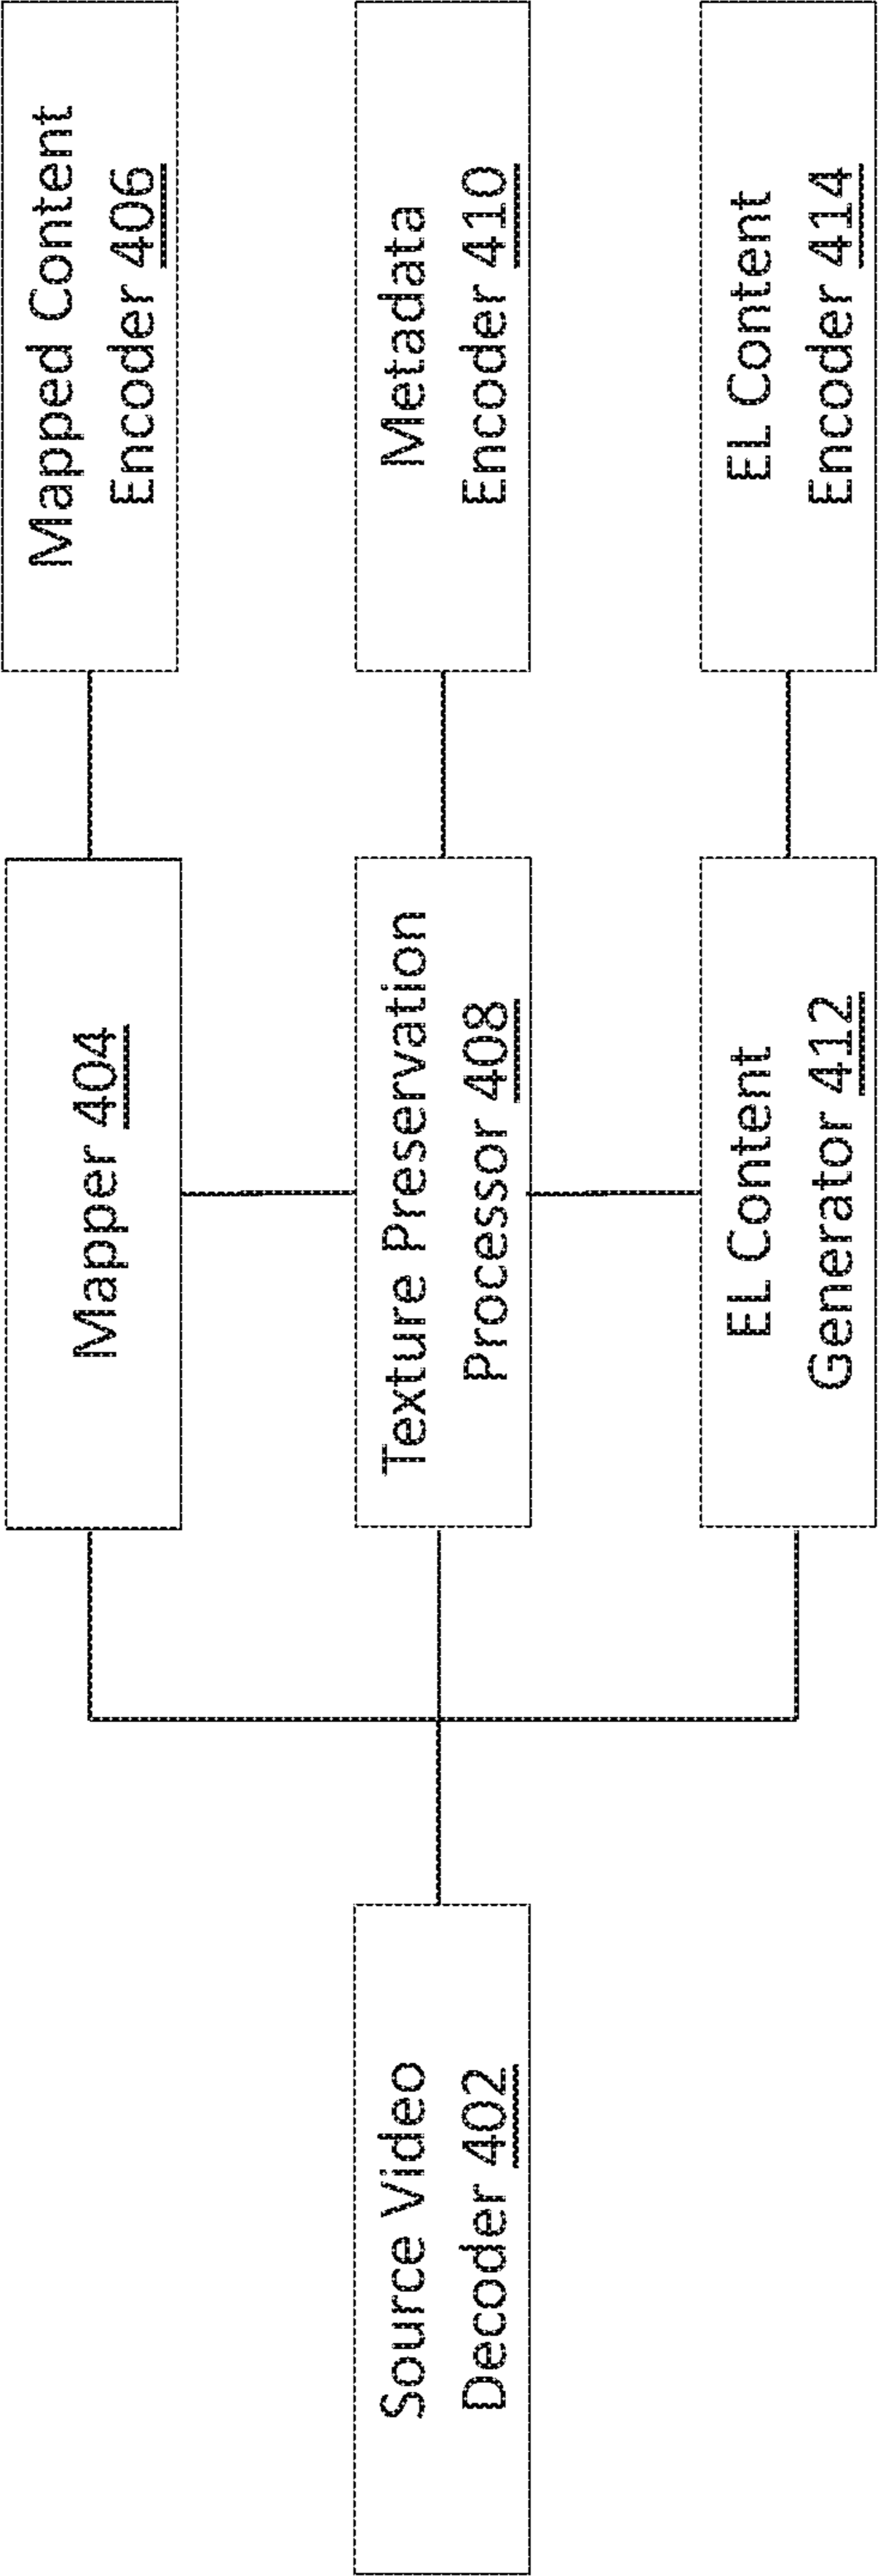 Mapped Content
Encoder 406
Mapper 404
Metadata
Encoder 410
Texture Preservation
Processor 408
Source Video
Decoder 402
EL Content
Encoder 414
EL Content
Generator 412